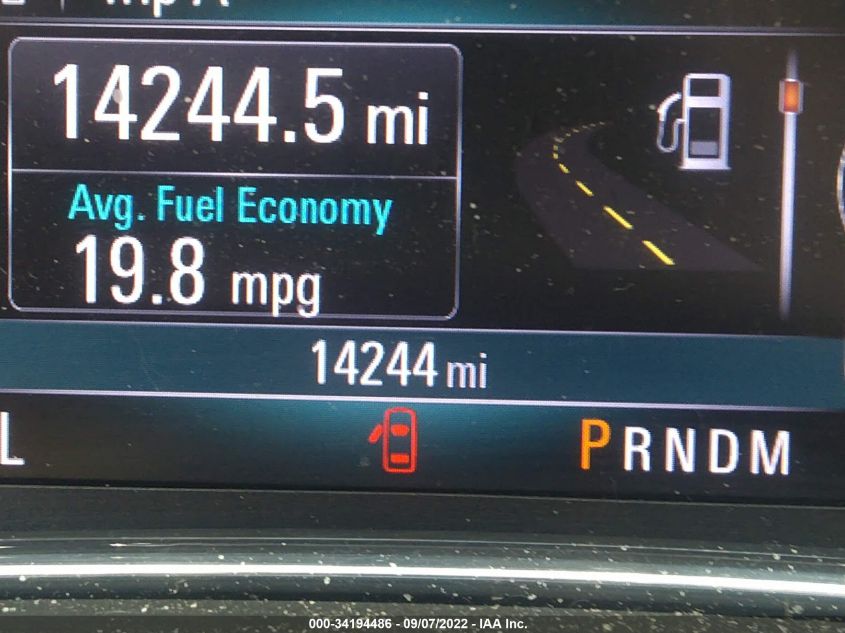 14244.5 mi
Avg. Fuel Economy
19.8 mpg
14244 mi
L
PRNDM
000-34194486 - 09/07/2022 - IAA Inc.